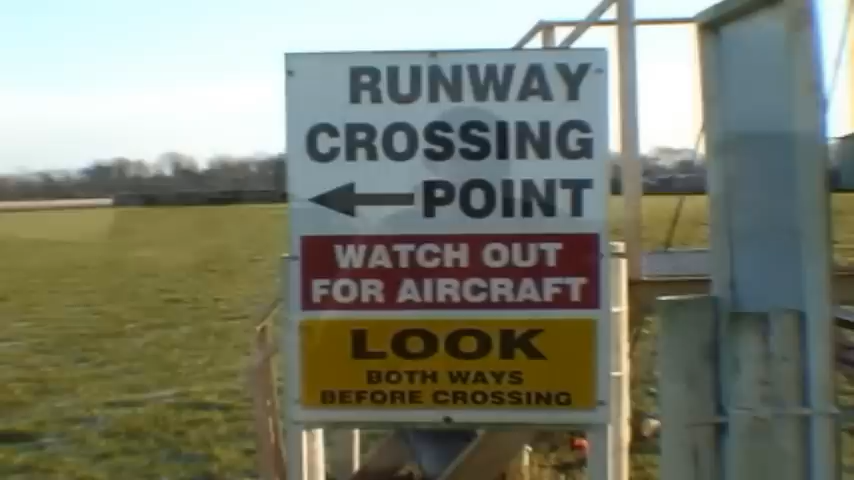 RUNWAY
CROSSING
POINT
WATCH OUT
FOR AIRCRAFT
LOOK
BOTH WAYS
BEFORE CROSSING